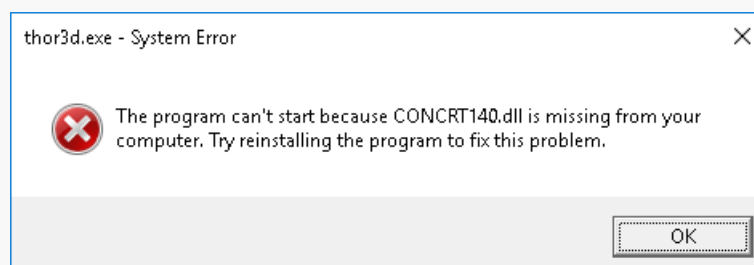 thor3d.exe - System Error
The program can't start because CONCRT140.dll is missing from your
computer. Try reinstalling the program to fix this problem.
OK